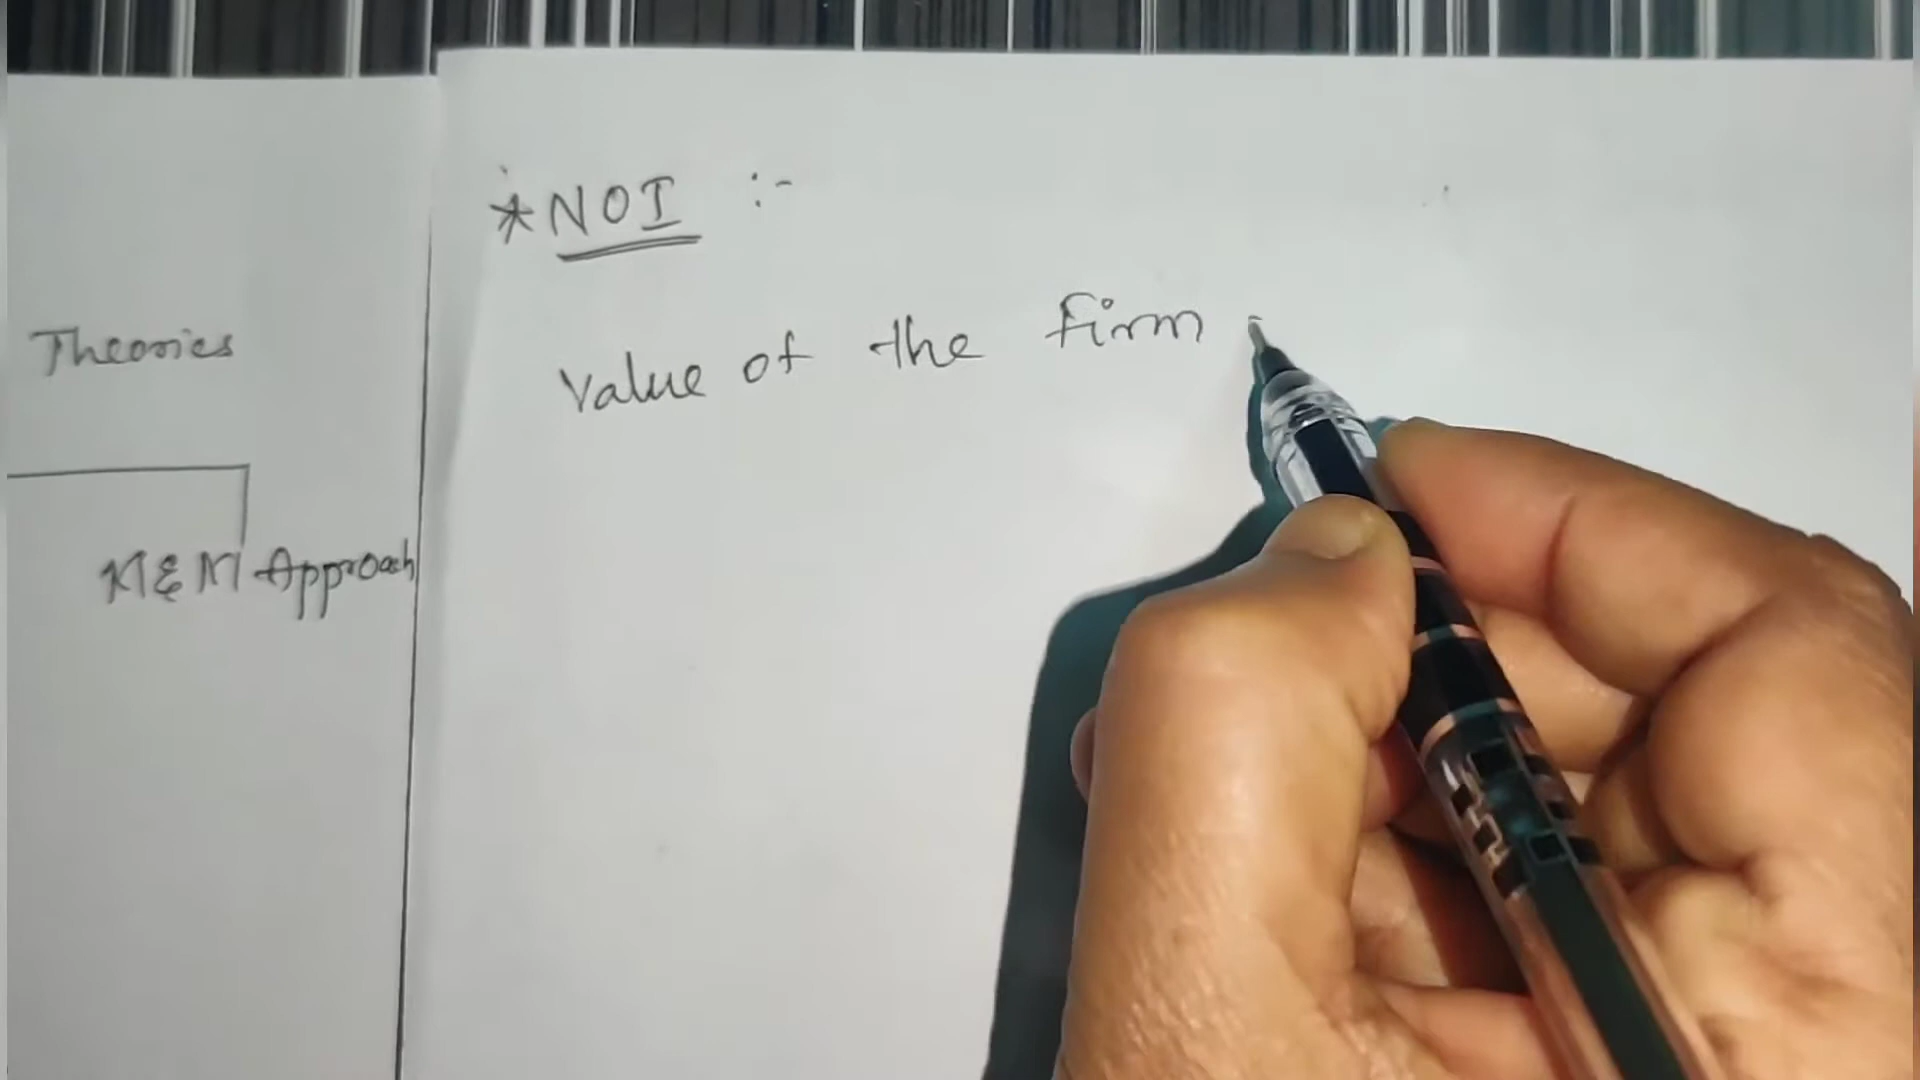 Theories
M & M Approach
* NOI :-
Value of the firm